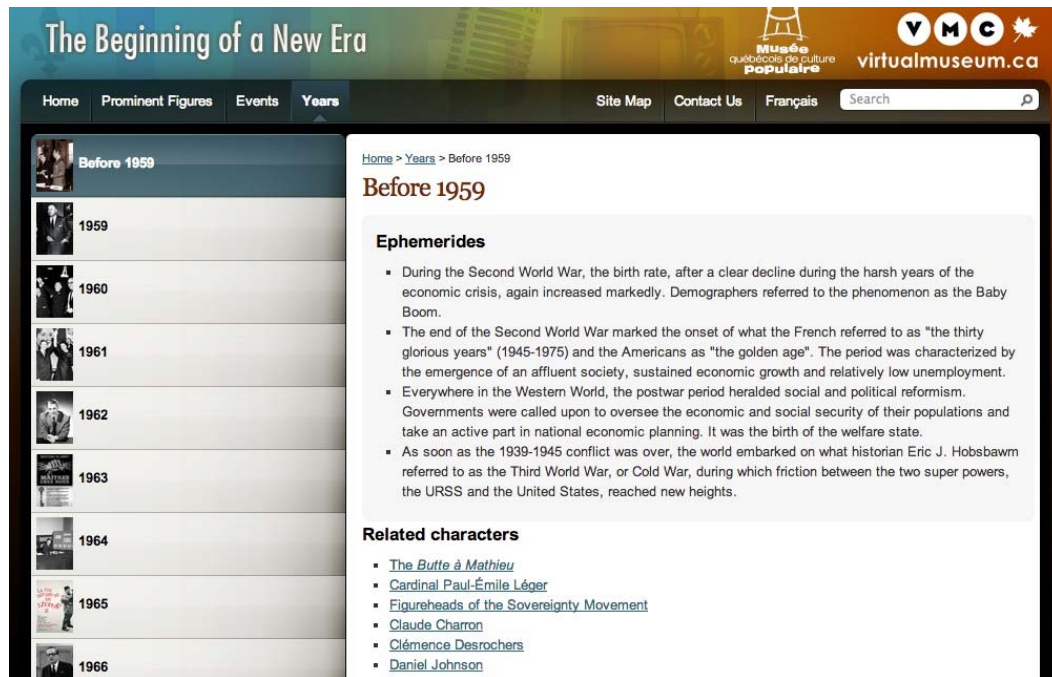 The Beginning of a New Era
Musée
québécois de culture
populaire
VMC
virtualmuseum.ca
Home Prominent Figures Events Years Site Map Contact Us Français Search
Before 1959
1959
1960
1961
1962
1963
1964
1965
1966
Home > Years > Before 1959
Before 1959
Ephemerides
▪ During the Second World War, the birth rate, after a clear decline during the harsh years of the
economic crisis, again increased markedly. Demographers referred to the phenomenon as the Baby
Boom.
▪ The end of the Second World War marked the onset of what the French referred to as "the thirty
glorious years" (1945-1975) and the Americans as "the golden age". The period was characterized by
the emergence of an affluent society, sustained economic growth and relatively low unemployment.
▪ Everywhere in the Western World, the postwar period heralded social and political reformism.
Governments were called upon to oversee the economic and social security of their populations and
take an active part in national economic planning. It was the birth of the welfare state.
▪ As soon as the 1939-1945 conflict was over, the world embarked on what historian Eric J. Hobsbawm
referred to as the Third World War, or Cold War, during which friction between the two super powers,
the URSS and the United States, reached new heights.
Related characters
▪ The Butte à Mathieu
▪ Cardinal Paul-Émile Léger
▪ Figureheads of the Sovereignty Movement
▪ Claude Charron
▪ Clémence Desrochers
▪ Daniel Johnson